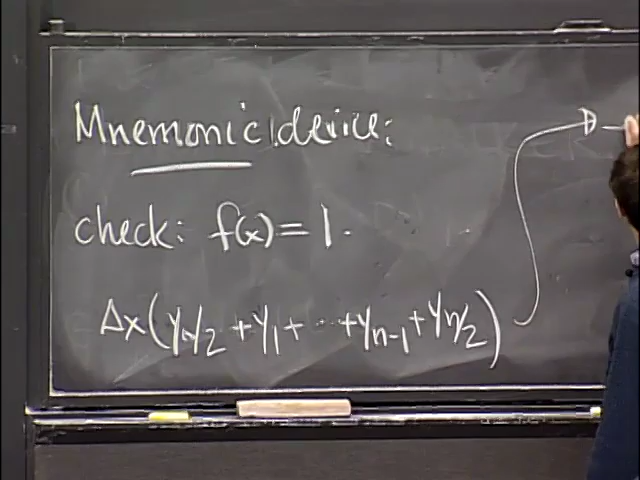 Mnemonic device:
check: f(x) = 1.
Δx(y₀/2 + y₁ + ... + yₙ₋₁ + yₙ/2)